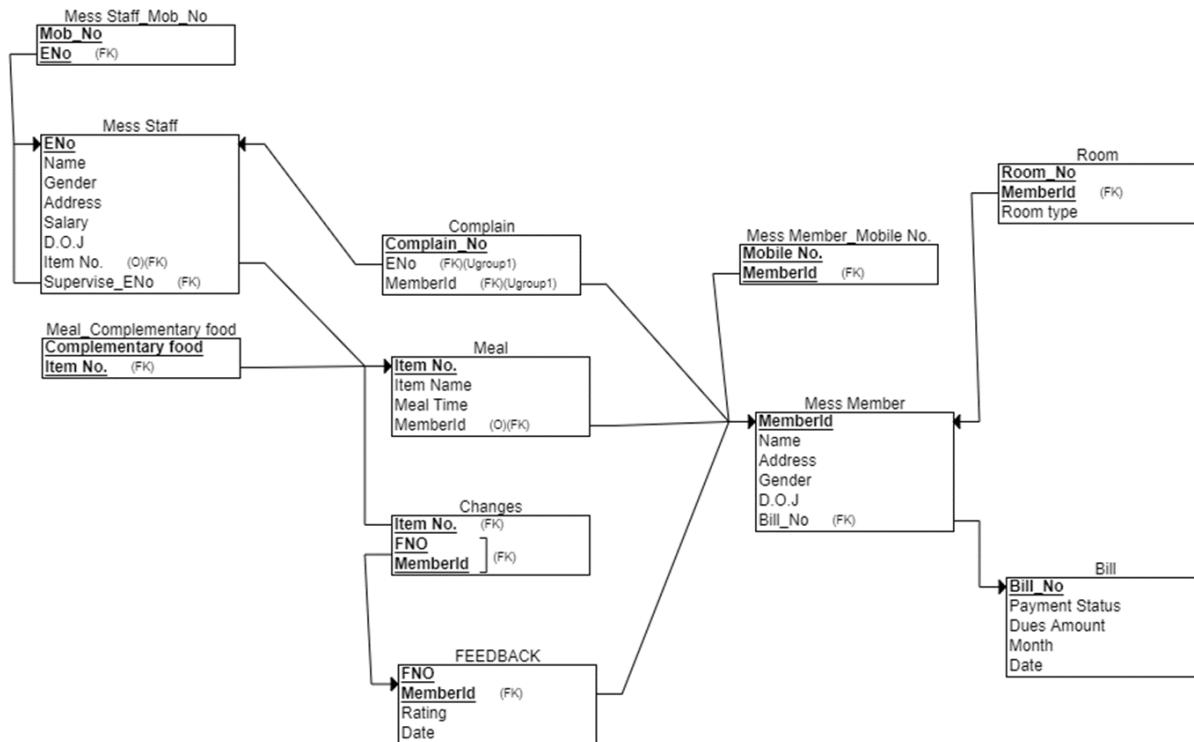 Mess Staff_Mob_No
Mob_No
ENo (FK)
Mess Staff
ENo
Name
Gender
Address
Salary
D.O.J
Item No. (O)(FK)
Supervise_ENo (FK)
Meal_Complementary food
Complementary food
Item No. (FK)
Complain
Complain_No
ENo (FK)(Ugroup1)
MemberId (FK)(Ugroup1)
Meal
Item No.
Item Name
Meal Time
MemberId (O)(FK)
Changes
Item No. (FK)
FNO
MemberId (FK)
FEEDBACK
FNO
MemberId (FK)
Rating
Date
Mess Member_Mobile No.
Mobile No.
MemberId (FK)
Mess Member
MemberId
Name
Address
Gender
D.O.J
Bill_No (FK)
Room
Room_No
MemberId (FK)
Room type
Bill
Bill_No
Payment Status
Dues Amount
Month
Date